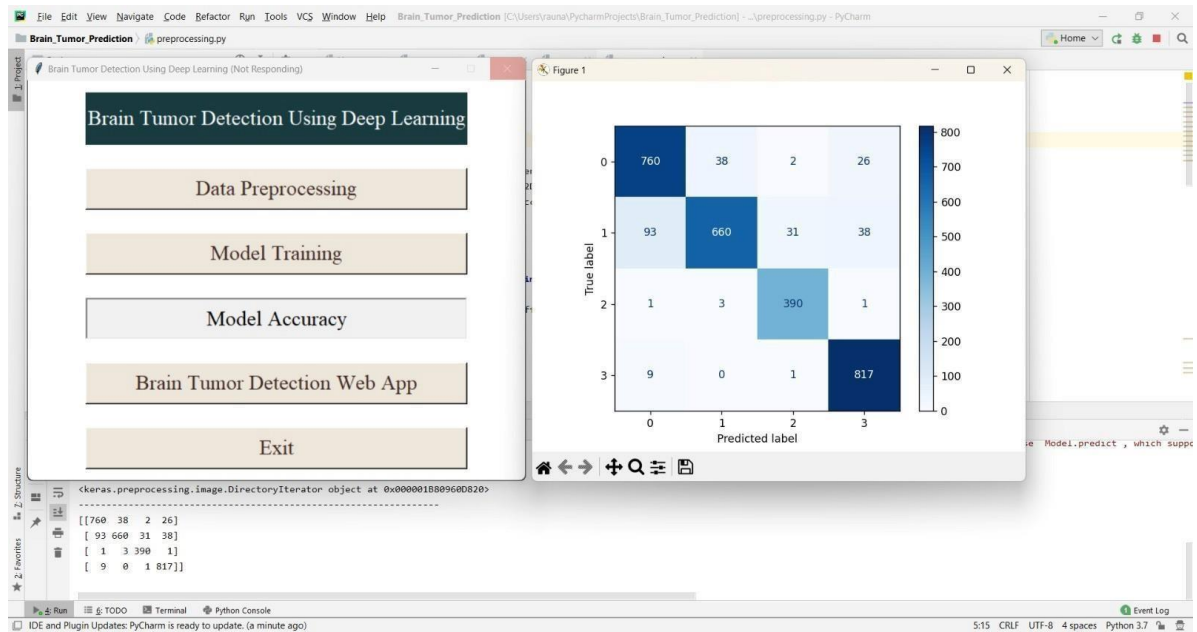 File Edit View Navigate Code Refactor Run Tools VCS Window Help Brain_Tumor_Prediction [C:\Users\rauna\PycharmProjects\Brain_Tumor_Prediction] - ...\preprocessing.py - PyCharm
Brain_Tumor_Prediction preprocessing.py
Home
1: Project
Brain Tumor Detection Using Deep Learning (Not Responding)
Brain Tumor Detection Using Deep Learning
Data Preprocessing
Model Training
Model Accuracy
Brain Tumor Detection Web App
Exit
Figure 1
0 760 38 2 26
1 93 660 31 38
2 1 3 390 1
3 9 0 1 817
0 1 2 3
True label
Predicted label
800
700
600
500
400
300
200
100
0
Model.predict , which suppo
Z: Structure
2: Favorites
<keras.preprocessing.image.DirectoryIterator object at 0x000001B80960D820>
----------------------------------------------------------------
[[760 38 2 26]
[ 93 660 31 38]
[ 1 3 390 1]
[ 9 0 1 817]]
4: Run 6: TODO Terminal Python Console
1 Event Log
IDE and Plugin Updates: PyCharm is ready to update. (a minute ago)
5:15 CRLF UTF-8 4 spaces Python 3.7